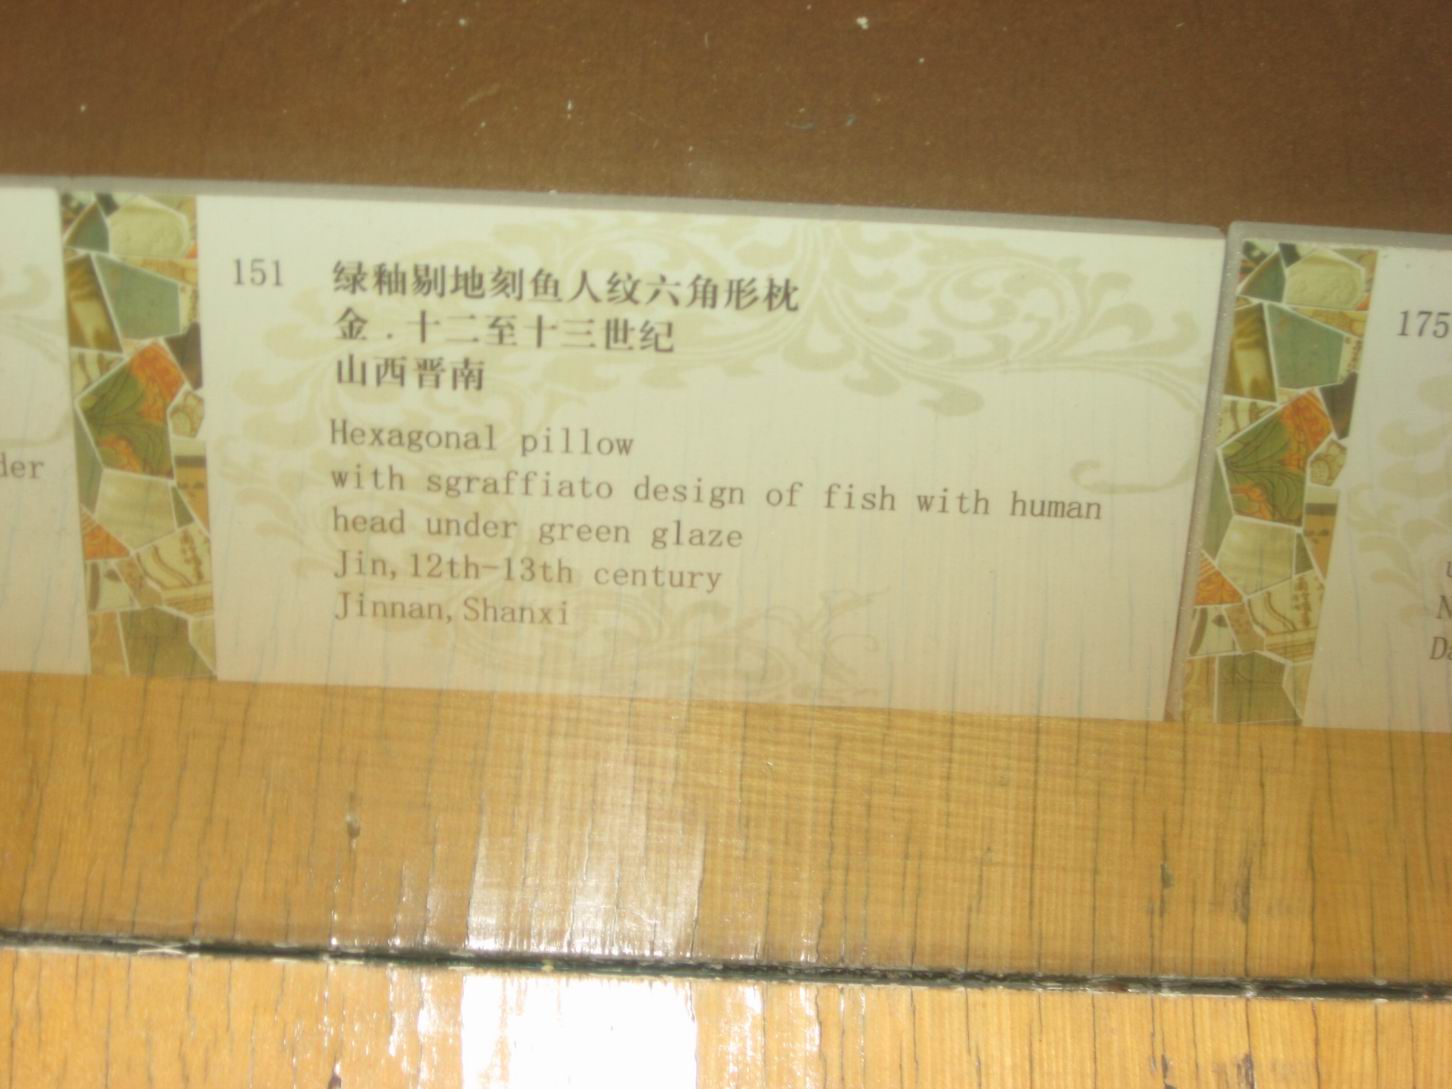 der
151 绿釉剔地刻鱼人纹六角形枕
金．十二至十三世纪
山西晋南
Hexagonal pillow
with sgraffiato design of fish with human
head under green glaze
Jin, 12th-13th century
Jinnan, Shanxi
175